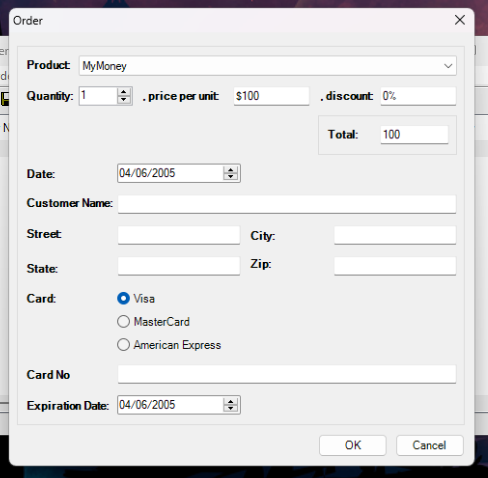 Order
Product: MyMoney
Quantity: 1 , price per unit: $100 , discount: 0%
Total: 100
Date: 04/06/2005
Customer Name:
Street: City:
State: Zip:
Card: Visa
MasterCard
American Express
Card No
Expiration Date: 04/06/2005
OK Cancel